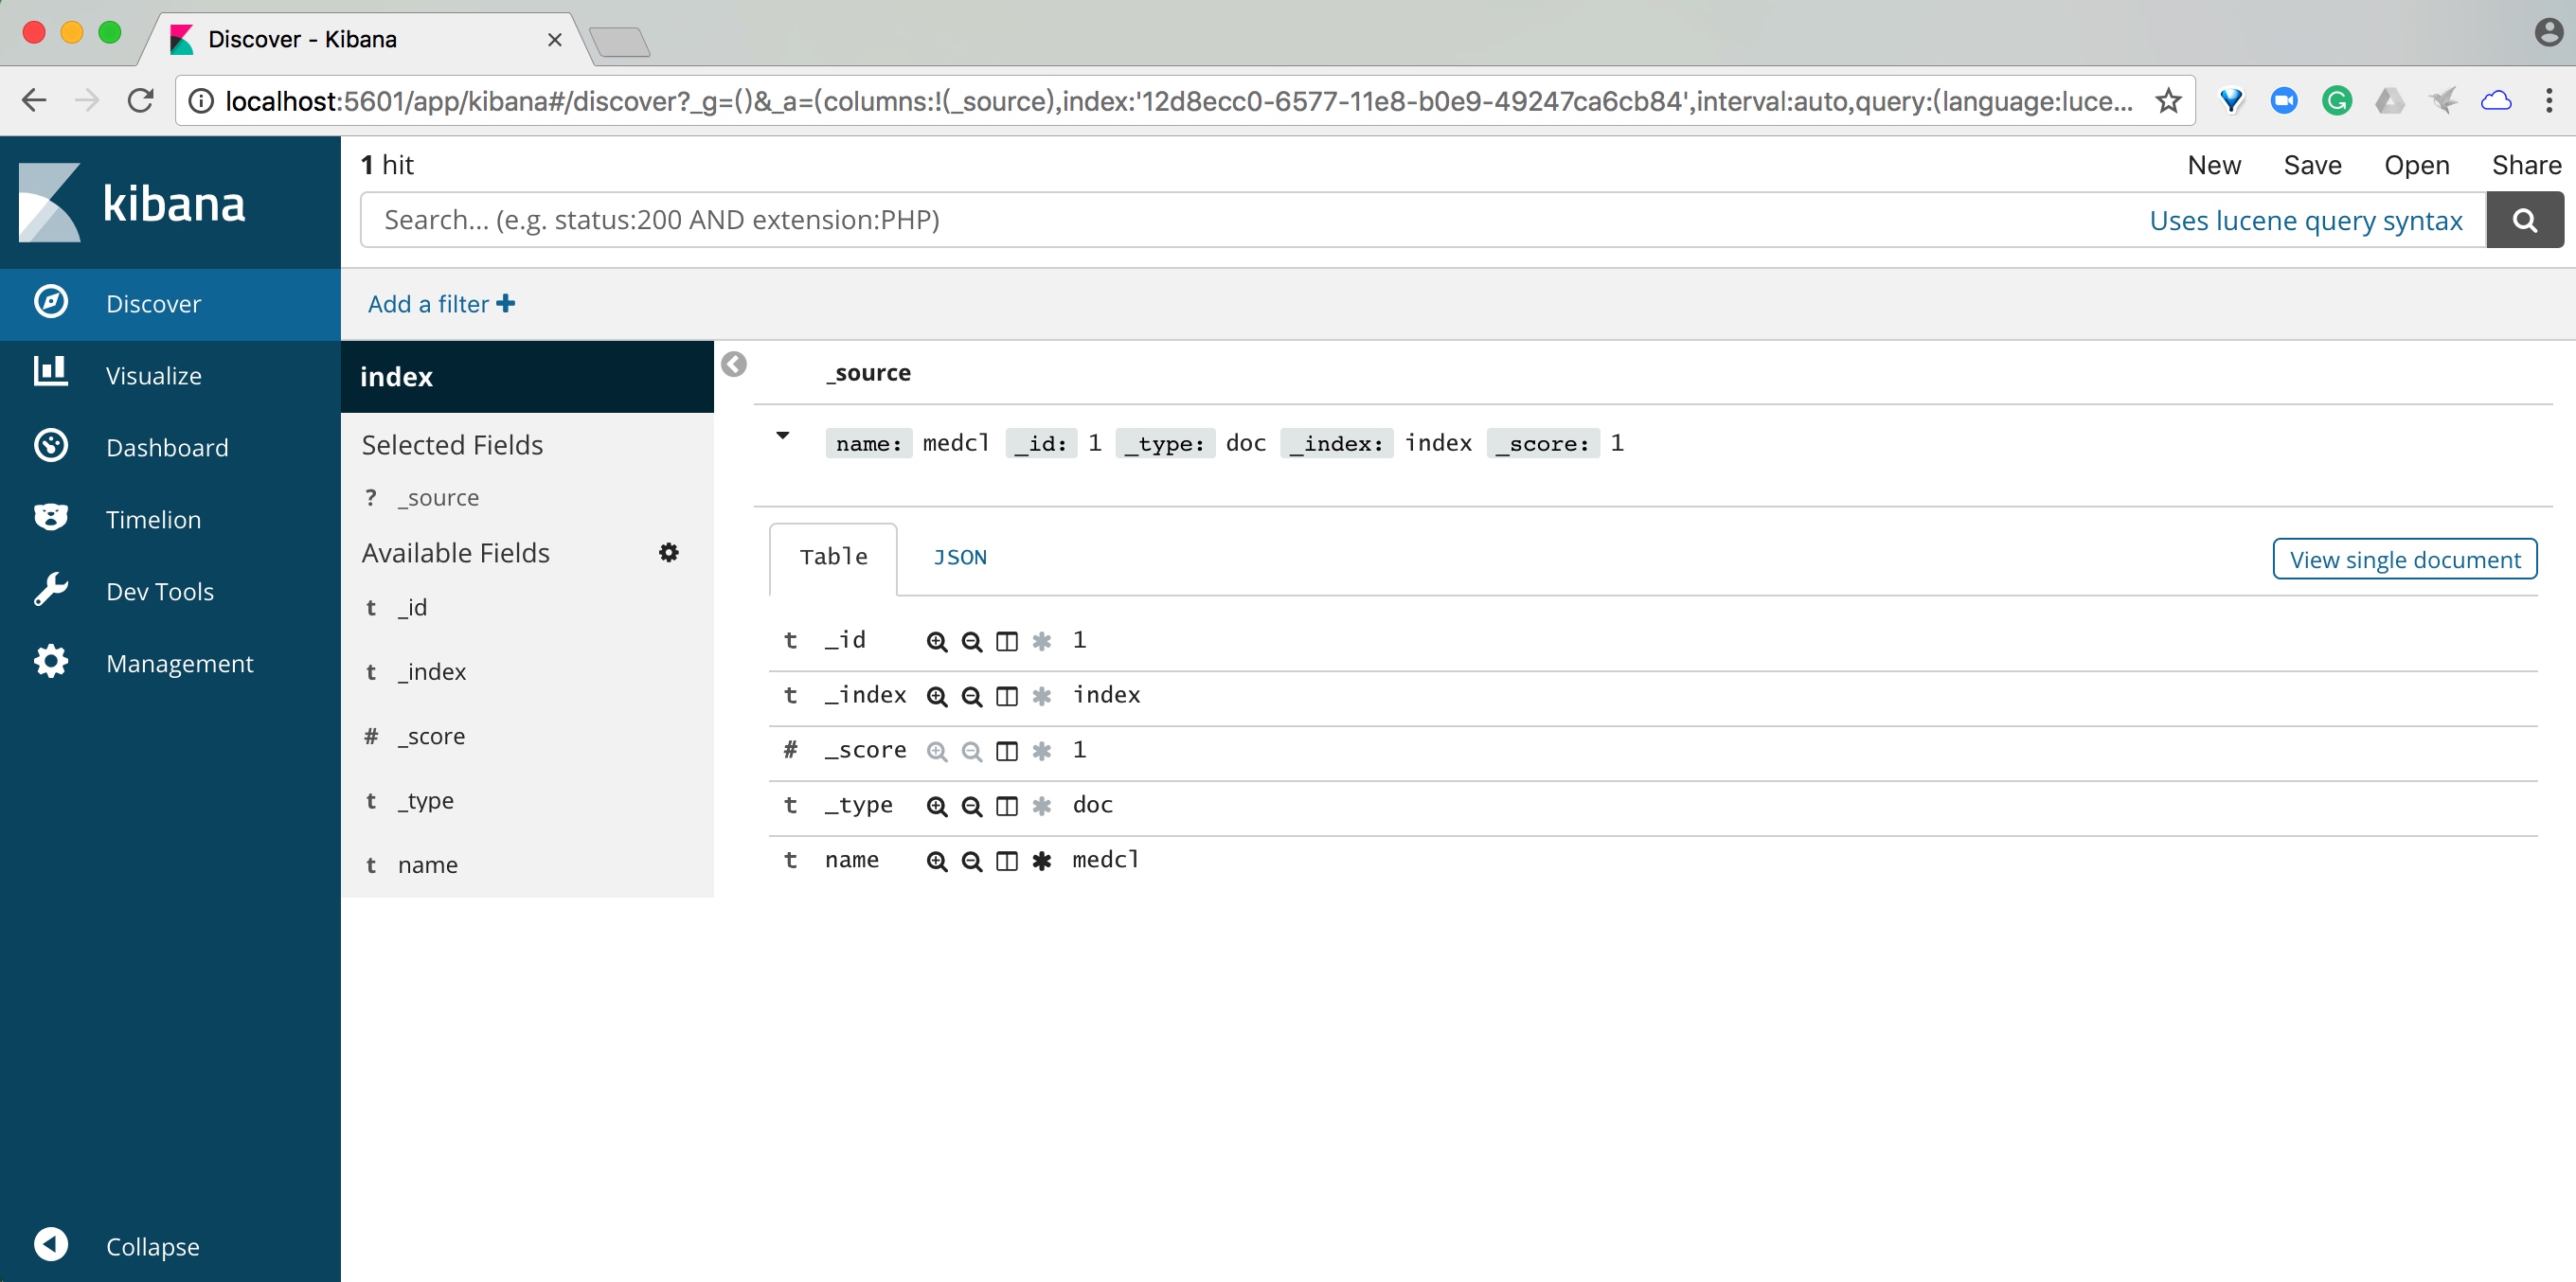 Discover - Kibana
localhost:5601/app/kibana#/discover?_g=()&_a=(columns:!(_source),index:'12d8ecc0-6577-11e8-b0e9-49247ca6cb84',interval:auto,query:(language:luce...
kibana
Discover
Visualize
Dashboard
Timelion
Dev Tools
Management
Collapse
1 hit
New Save Open Share
Search... (e.g. status:200 AND extension:PHP) Uses lucene query syntax
Add a filter +
index
Selected Fields
? _source
Available Fields
t _id
t _index
# _score
t _type
t name
_source
name: medcl _id: 1 _type: doc _index: index _score: 1
Table JSON View single document
t _id 1
t _index index
# _score 1
t _type doc
t name medcl